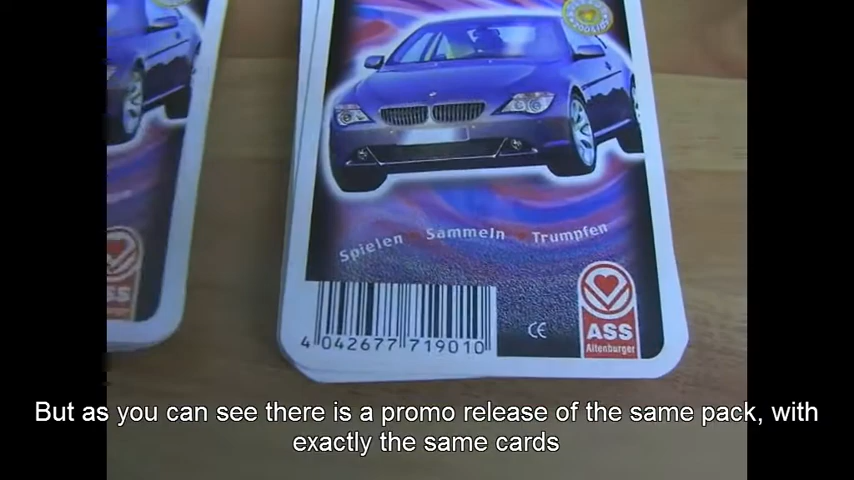 Spielen Sammeln Trumpfen
4 042677 719010
CE
ASS
Altenburger
ASS
But as you can see there is a promo release of the same pack, with
exactly the same cards